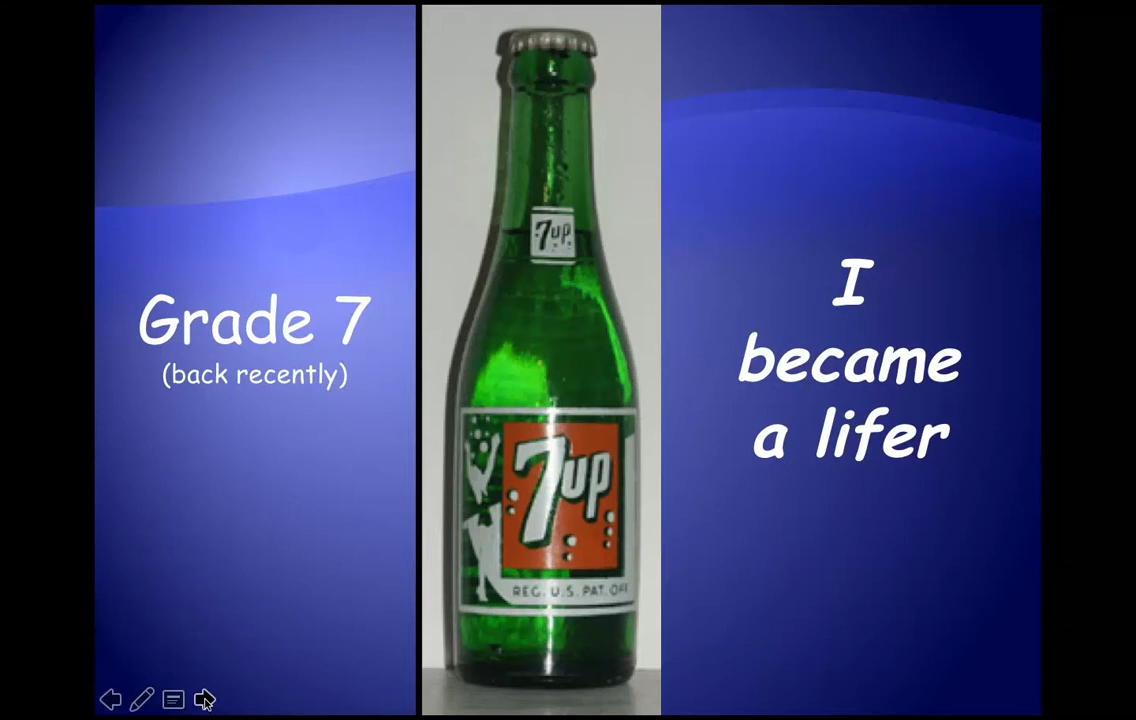 Grade 7
(back recently)
7up
7up
REG. U.S. PAT. OFF
I
became
a lifer